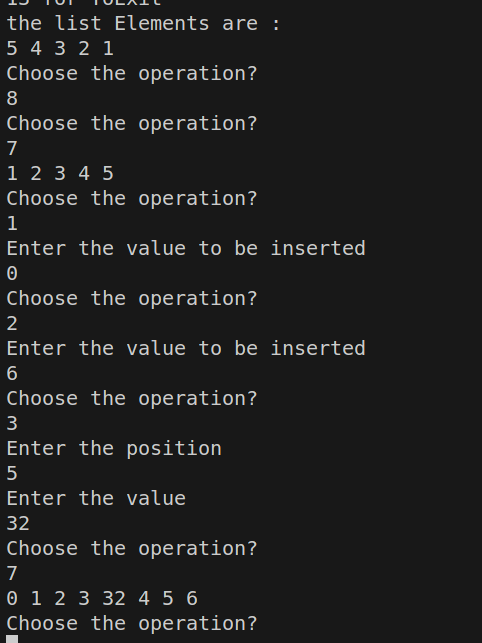 13 for ToExit
the list Elements are :
5 4 3 2 1
Choose the operation?
8
Choose the operation?
7
1 2 3 4 5
Choose the operation?
1
Enter the value to be inserted
0
Choose the operation?
2
Enter the value to be inserted
6
Choose the operation?
3
Enter the position
5
Enter the value
32
Choose the operation?
7
0 1 2 3 32 4 5 6
Choose the operation?